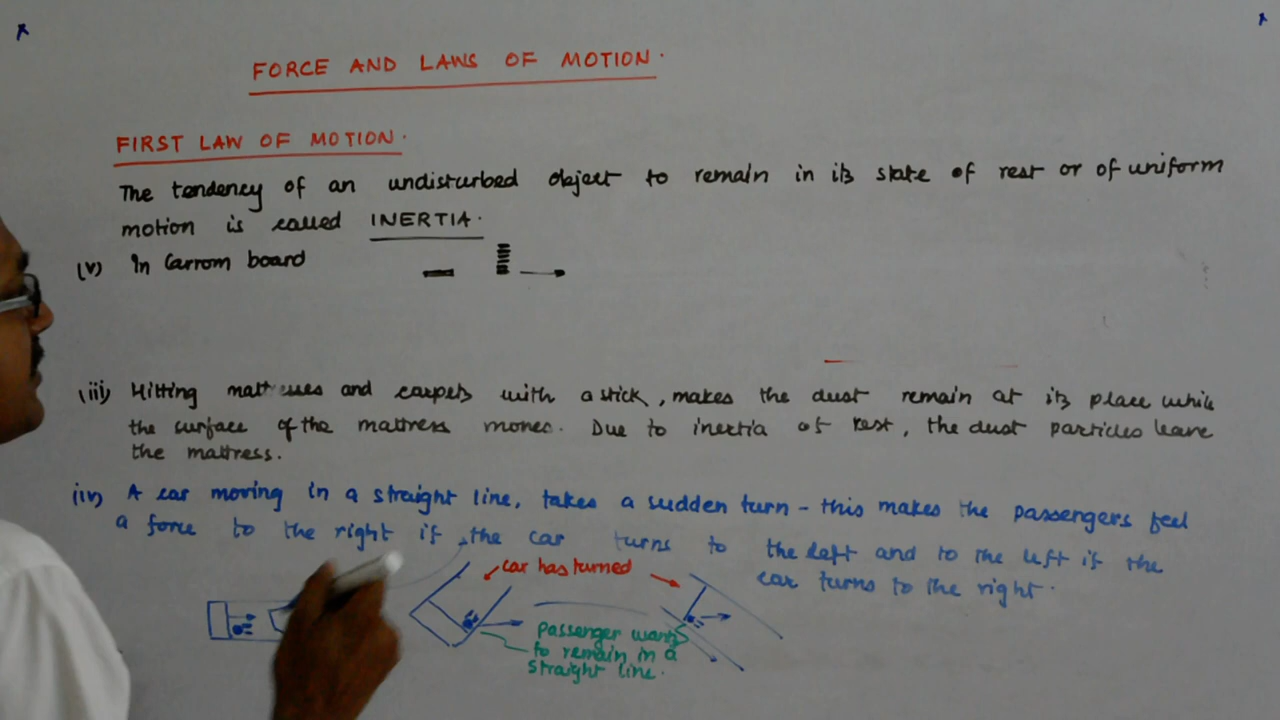 FORCE AND LAWS OF MOTION.
FIRST LAW OF MOTION.
The tendency of an undisturbed object to remain in its state of rest or of uniform
motion is called INERTIA.
(v) In Carrom board
(iii) Hitting mattresses and carpets with a stick, makes the dust remain at its place while
the surface of the mattress moves. Due to inertia of rest, the dust particles leave
the mattress.
(iv) A car moving in a straight line, takes a sudden turn - this makes the passengers feel
a force to the right if the car turns to the left and to the left if the
car turns to the right.
car has turned
Passenger wants
to remain in a
straight line.